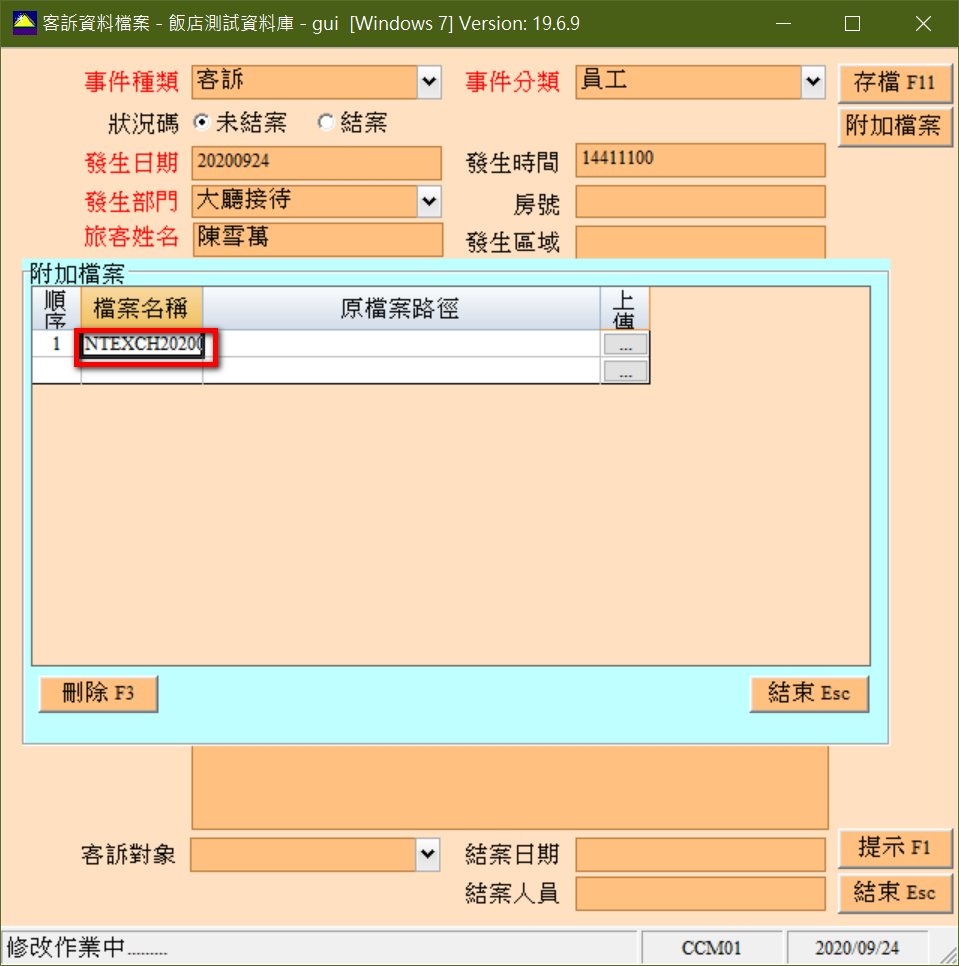 客訴資料檔案 - 飯店測試資料庫 - gui [Windows 7] Version: 19.6.9
事件種類 客訴 事件分類 員工 存檔 F11
狀況碼 未結案 結案 附加檔案
發生日期 20200924 發生時間 14411100
發生部門 大廳接待 房號
旅客姓名 陳雪萬 發生區域
附加檔案
順序 檔案名稱 原檔案路徑 上傳
1 NTEXCH20200 ...
...
刪除 F3 結束 Esc
客訴對象 結案日期 提示 F1
結案人員 結束 Esc
修改作業中......... CCM01 2020/09/24